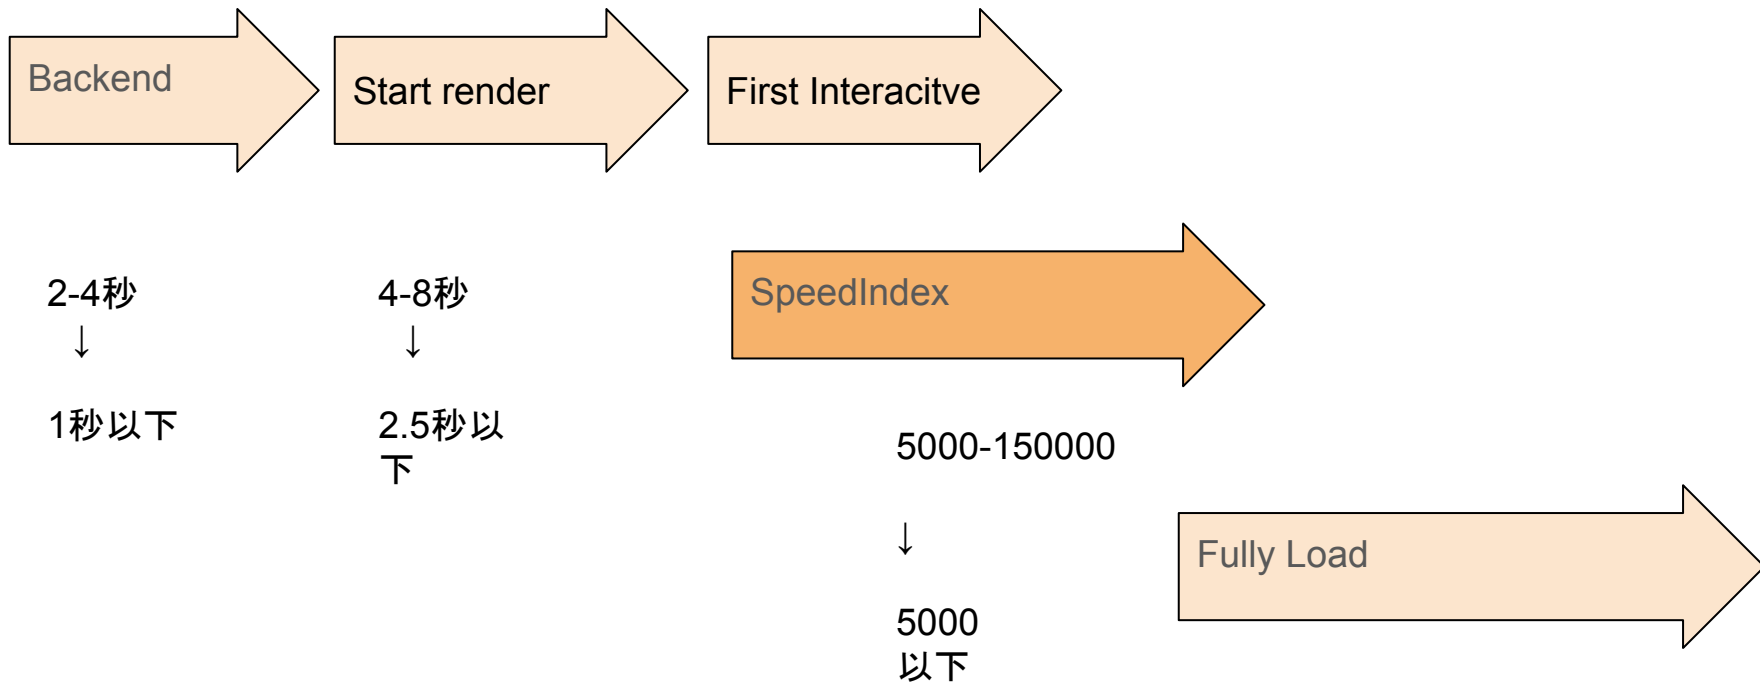 Backend
Start render
First Interacitve
2-4秒
↓
1秒以下
4-8秒
↓
2.5秒以
下
SpeedIndex
5000-150000
↓
5000
以下
Fully Load